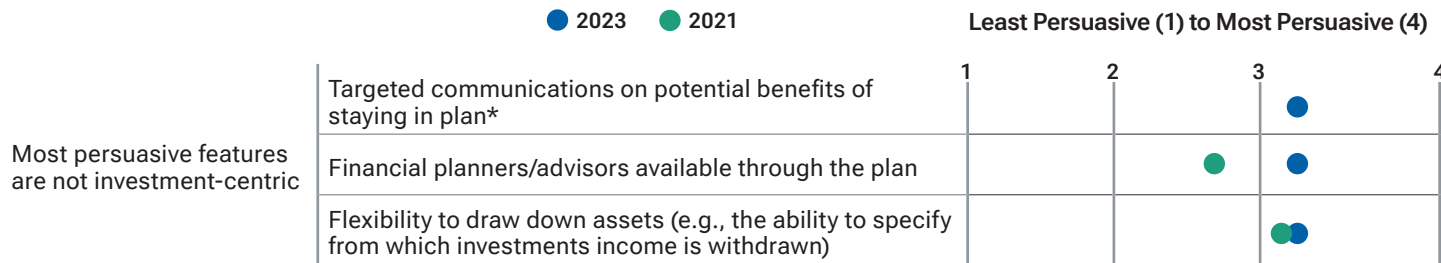 2023 2021 Least Persuasive (1) to Most Persuasive (4)
1 2 3 4
Targeted communications on potential benefits of
staying in plan*
Most persuasive features
are not investment-centric
Financial planners/advisors available through the plan
Flexibility to draw down assets (e.g., the ability to specify
from which investments income is withdrawn)